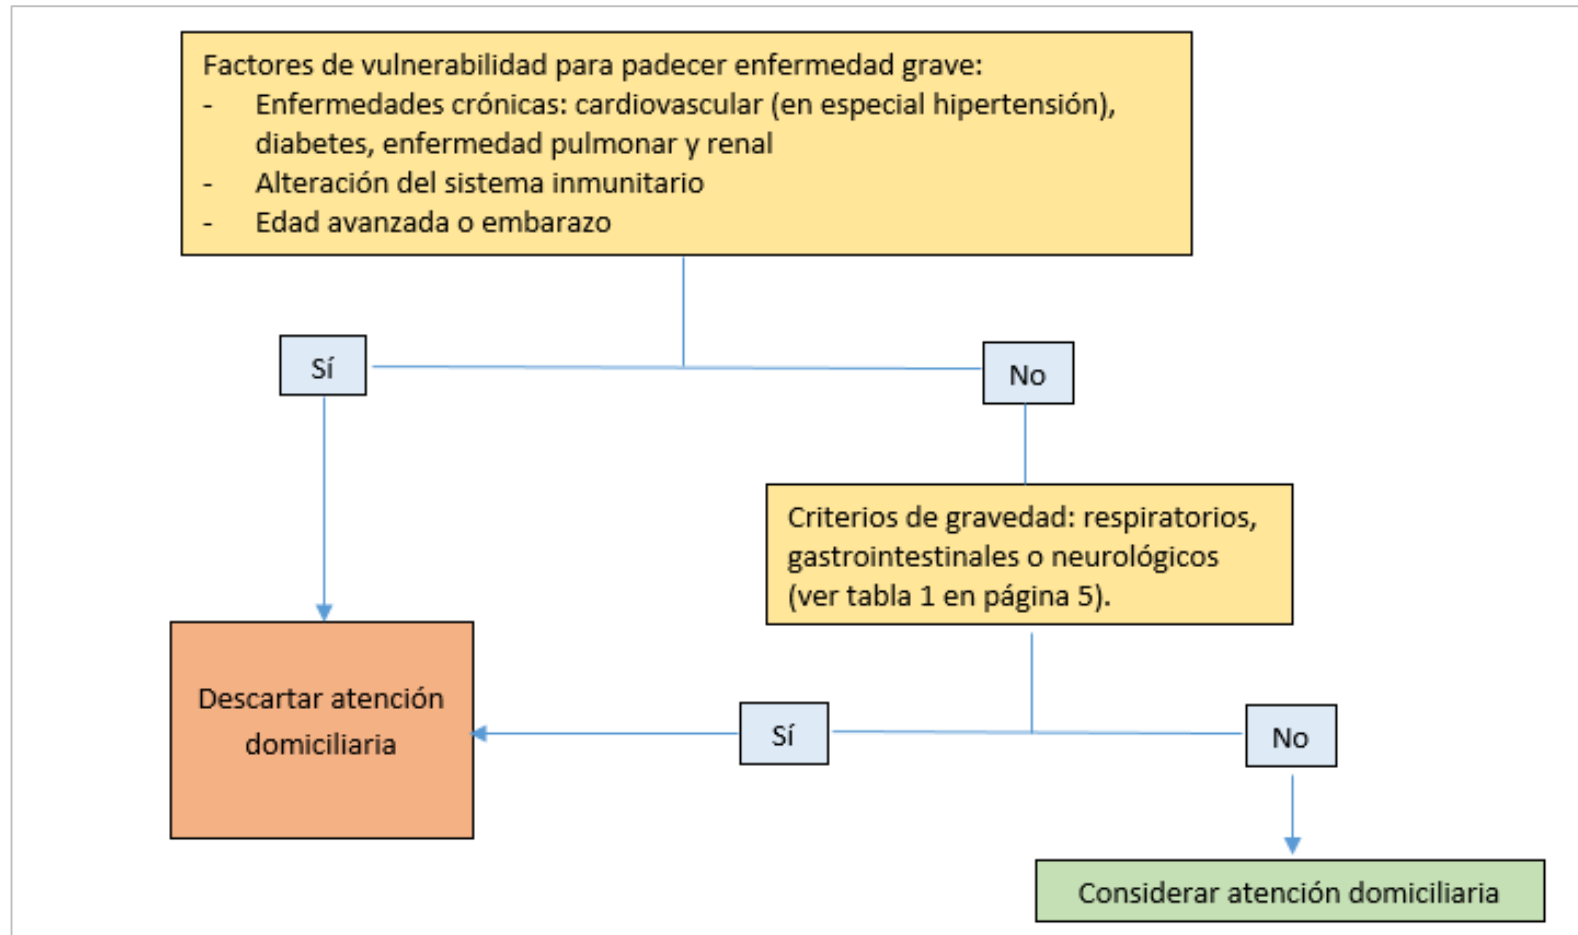 Factores de vulnerabilidad para padecer enfermedad grave:
- Enfermedades crónicas: cardiovascular (en especial hipertensión),
diabetes, enfermedad pulmonar y renal
- Alteración del sistema inmunitario
- Edad avanzada o embarazo
Sí
No
Criterios de gravedad: respiratorios,
gastrointestinales o neurológicos
(ver tabla 1 en página 5).
Descartar atención
domiciliaria
Sí
No
Considerar atención domiciliaria